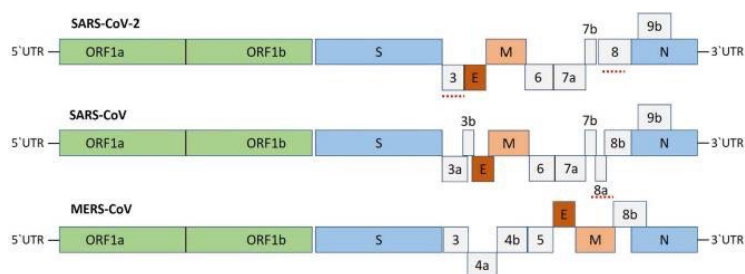 SARS-CoV-2
7b 9b
5`UTR ORF1a ORF1b S M 8 N 3`UTR
3 E 6 7a
SARS-CoV
3b 7b 9b
5`UTR ORF1a ORF1b S M 8b N 3`UTR
3a E 6 7a
8a
MERS-CoV
E 8b
5`UTR ORF1a ORF1b S 3 4b 5 M N 3`UTR
4a